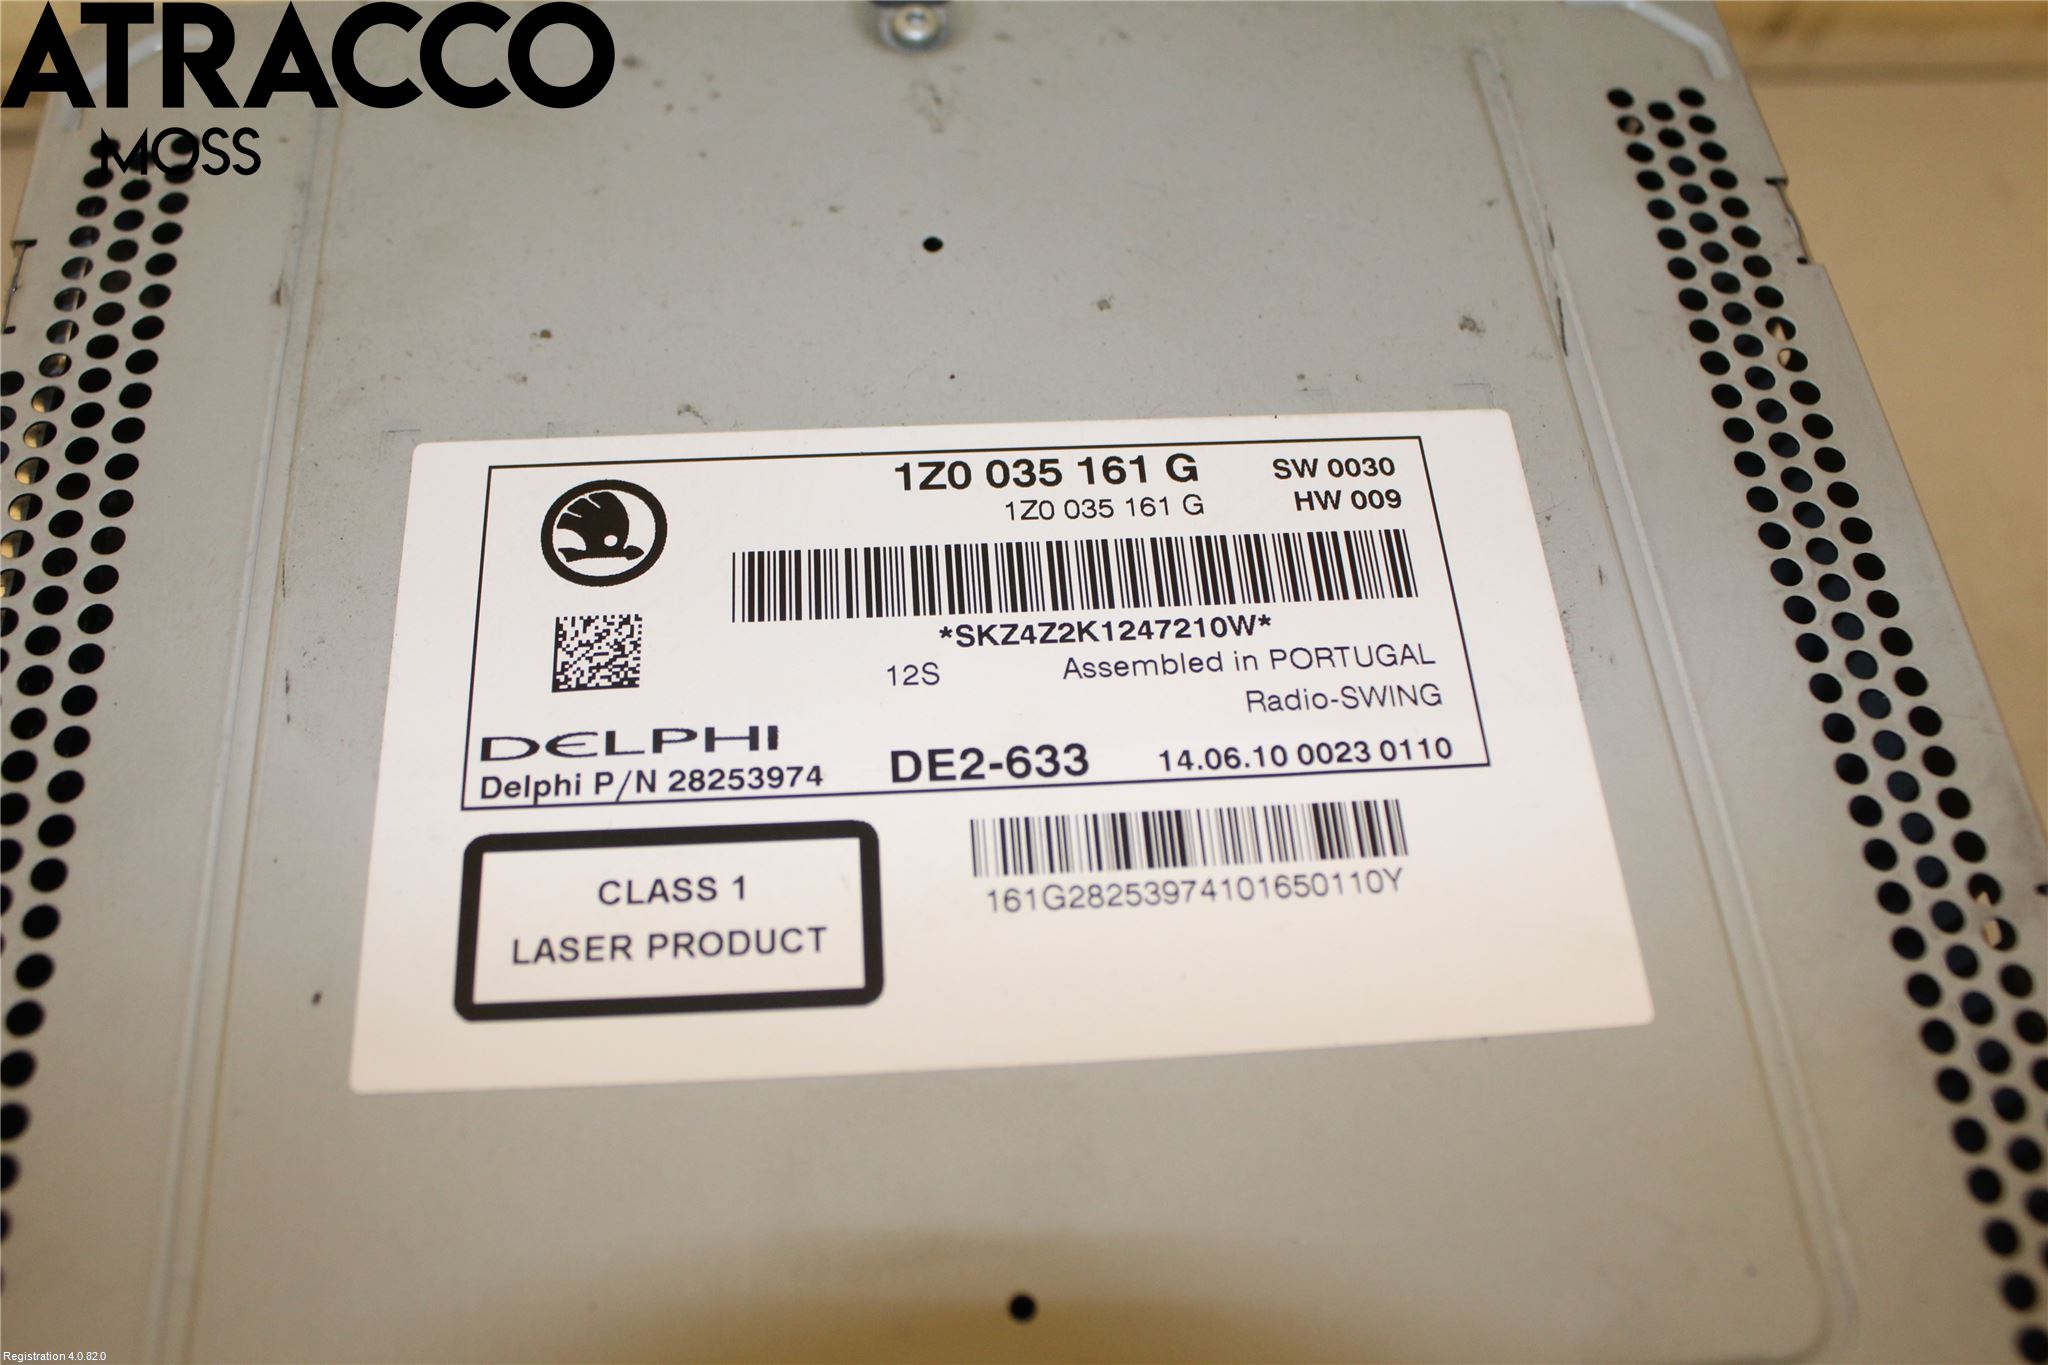 ATRACCO
MOSS
1Z0 035 161 G
SW 0030
1Z0 035 161 G
HW 009
*SKZ4Z2K1247210W*
12S
Assembled in PORTUGAL
Radio-SWING
DELPHI
Delphi P/N 28253974
DE2-633
14.06.10 0023 0110
CLASS 1
LASER PRODUCT
161G28253974101650110Y
Registration 4.0.82.0